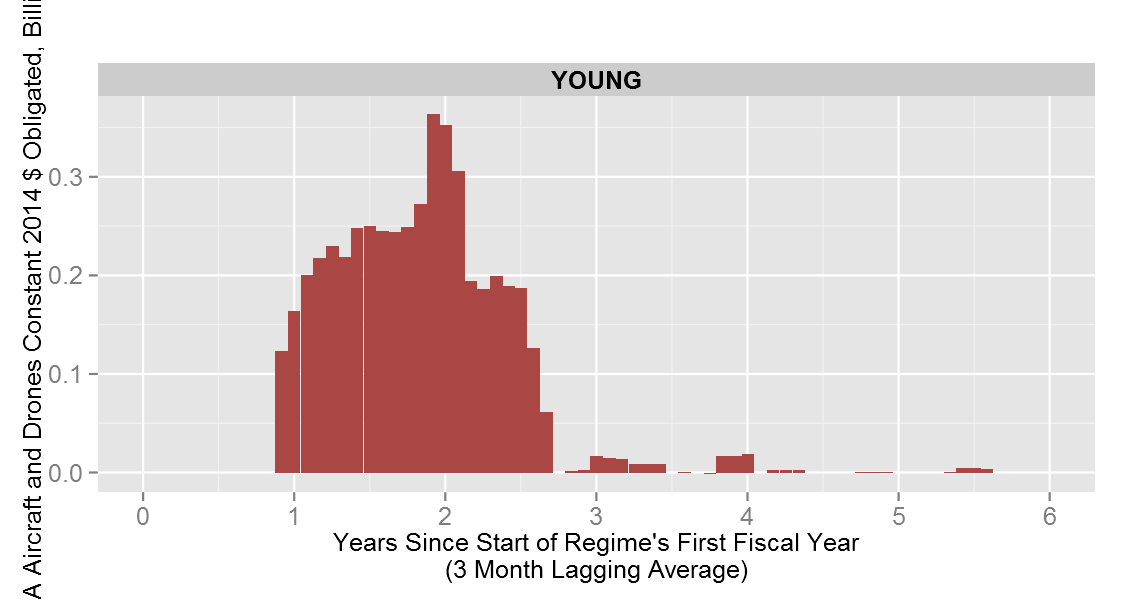 YOUNG
A Aircraft and Drones Constant 2014 $ Obligated,
0.3
0.2
0.1
0.0
0
1
2
3
4
5
6
Years Since Start of Regime's First Fiscal Year
(3 Month Lagging Average)